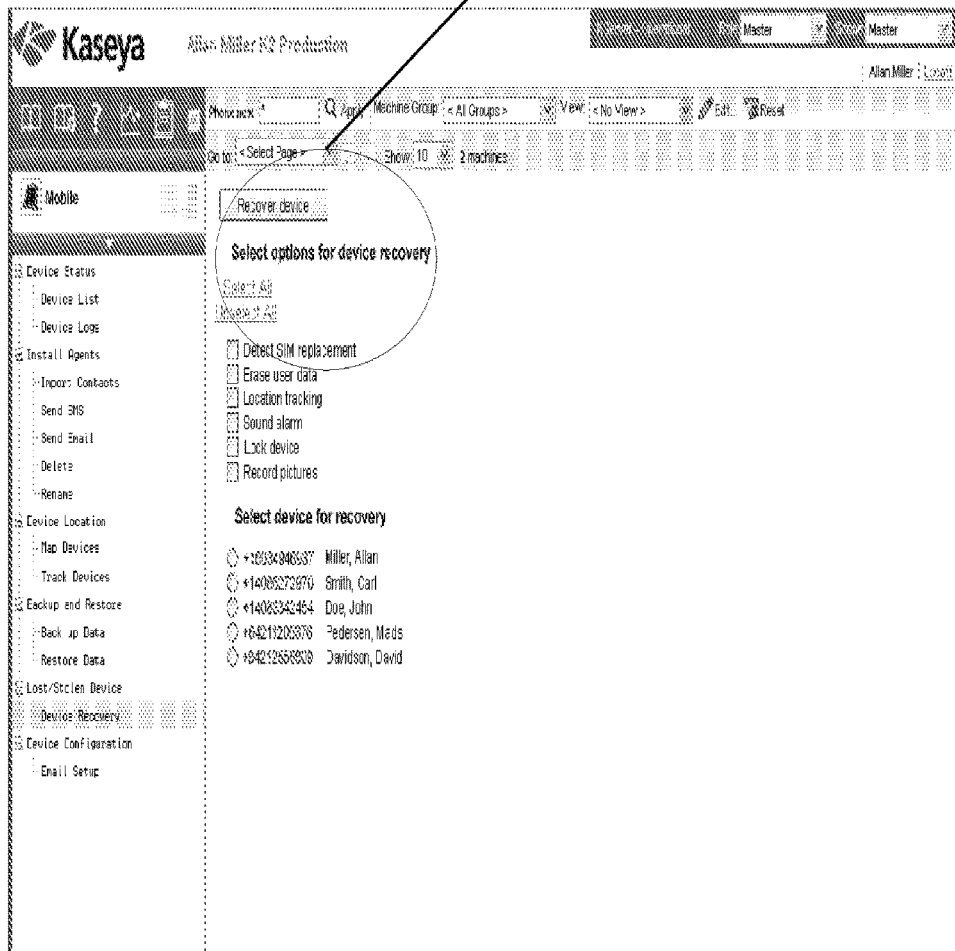 Kaseya
Allan Miller K2 Production
Master
Master
Allan Miller
Apply Machine Group: < All Groups > View: < No View > Edit... Reset
Go to: < Select Page > Show 10 2 machines
Mobile
Recover device
Select options for device recovery
Select All
Unselect All
Detect SIM replacement
Erase user data
Location tracking
Sound alarm
Lock device
Record pictures
Select device for recovery
Miller, Allan
Smith, Carl
Doe, John
Pedersen, Mads
Davidson, David
Device Status
Device List
Device Logs
Install Agents
Import Contacts
Send SMS
Send Email
Delete
Rename
Device Location
Map Devices
Track Devices
Backup and Restore
Back up Data
Restore Data
Lost/Stolen Device
Device Recovery
Device Configuration
Email Setup